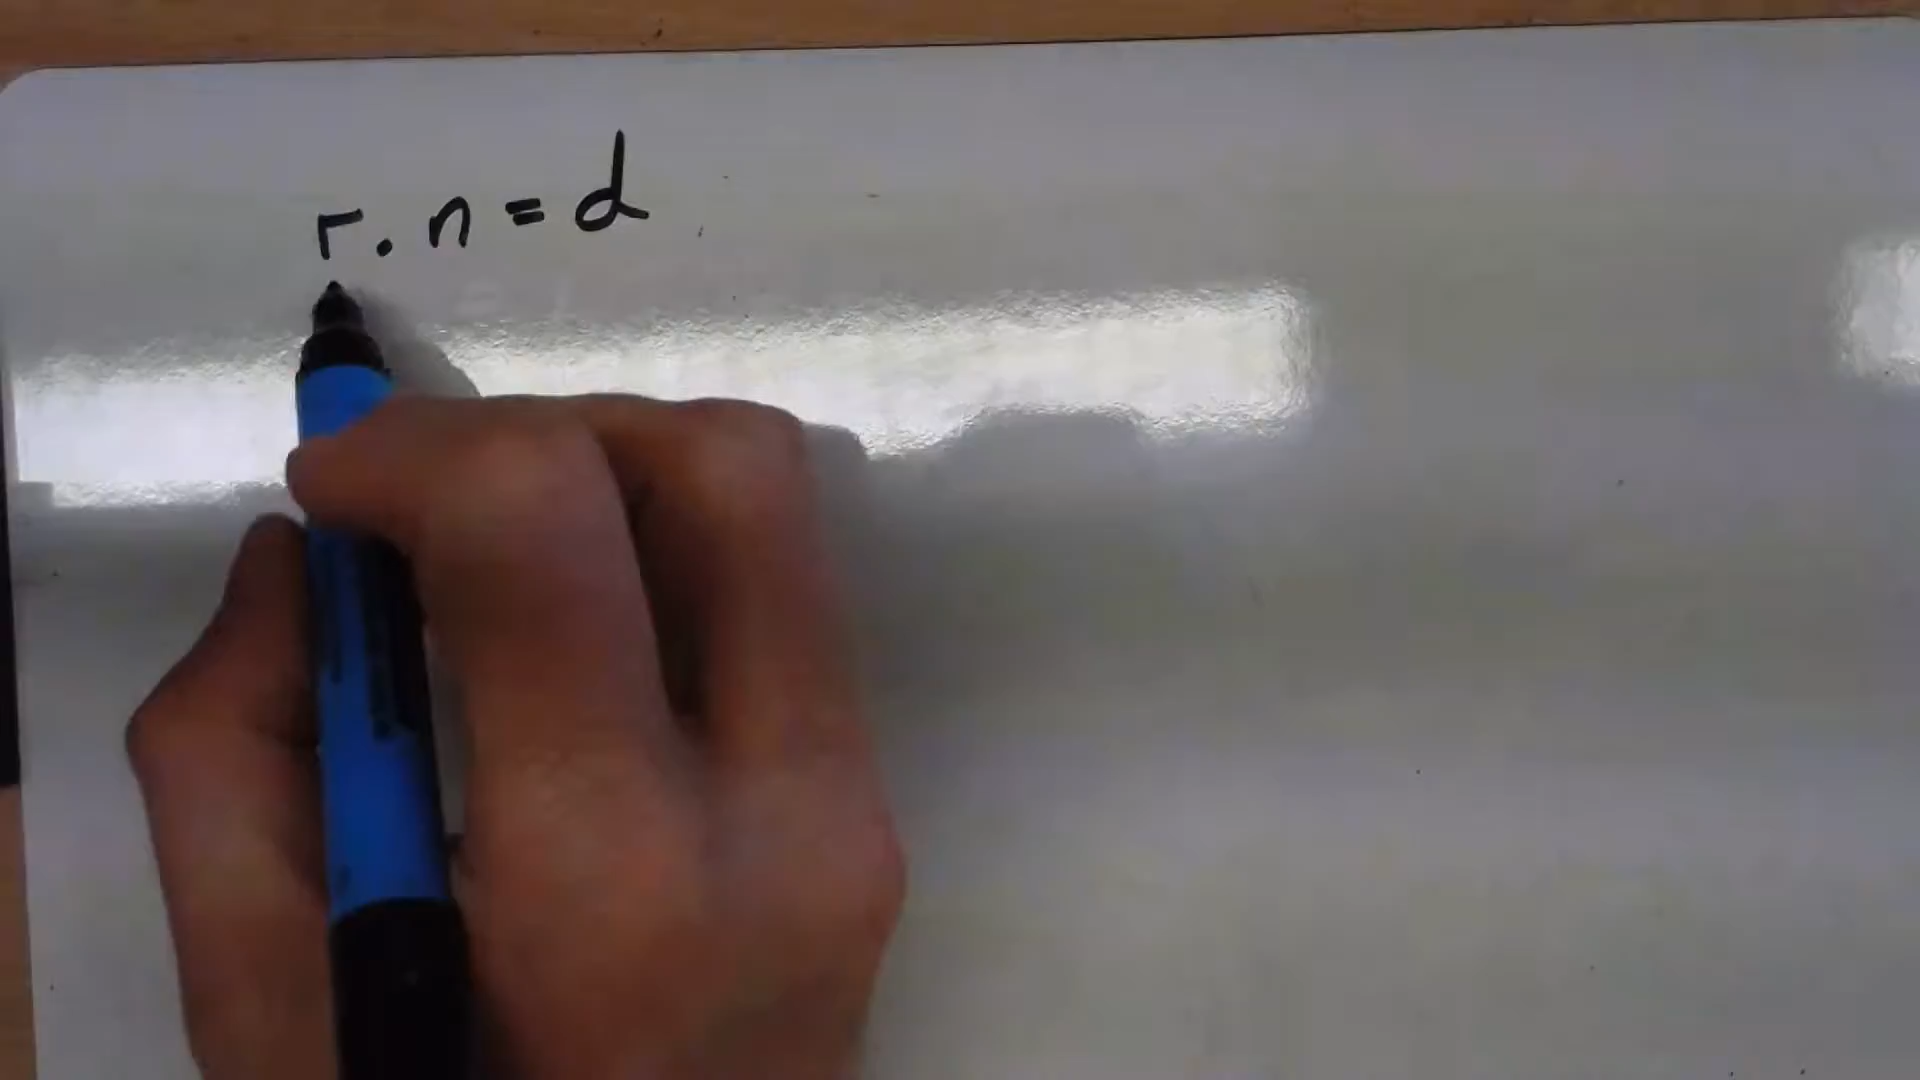 r. n = d